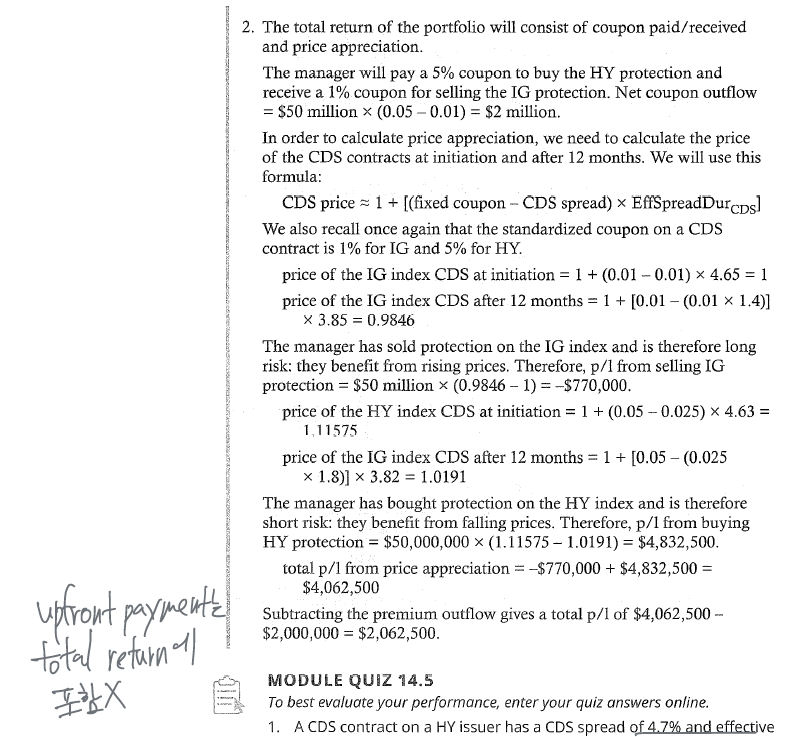 2. The total return of the portfolio will consist of coupon paid/received
and price appreciation.
The manager will pay a 5% coupon to buy the HY protection and
receive a 1% coupon for selling the IG protection. Net coupon outflow
= $50 million × (0.05 – 0.01) = $2 million.
In order to calculate price appreciation, we need to calculate the price
of the CDS contracts at initiation and after 12 months. We will use this
formula:
CDS price ≈ 1 + [(fixed coupon – CDS spread) × EffSpreadDurCDS]
We also recall once again that the standardized coupon on a CDS
contract is 1% for IG and 5% for HY.
price of the IG index CDS at initiation = 1 + (0.01 – 0.01) × 4.65 = 1
price of the IG index CDS after 12 months = 1 + [0.01 – (0.01 × 1.4)]
× 3.85 = 0.9846
The manager has sold protection on the IG index and is therefore long
risk: they benefit from rising prices. Therefore, p/l from selling IG
protection = $50 million × (0.9846 – 1) = –$770,000.
price of the HY index CDS at initiation = 1 + (0.05 – 0.025) × 4.63 =
1.11575
price of the IG index CDS after 12 months = 1 + [0.05 – (0.025
× 1.8)] × 3.82 = 1.0191
The manager has bought protection on the HY index and is therefore
short risk: they benefit from falling prices. Therefore, p/l from buying
HY protection = $50,000,000 × (1.11575 – 1.0191) = $4,832,500.
total p/l from price appreciation = –$770,000 + $4,832,500 =
$4,062,500
Subtracting the premium outflow gives a total p/l of $4,062,500 –
$2,000,000 = $2,062,500.
upfront payment는
total return에
포함X
MODULE QUIZ 14.5
To best evaluate your performance, enter your quiz answers online.
1. A CDS contract on a HY issuer has a CDS spread of 4.7% and effective